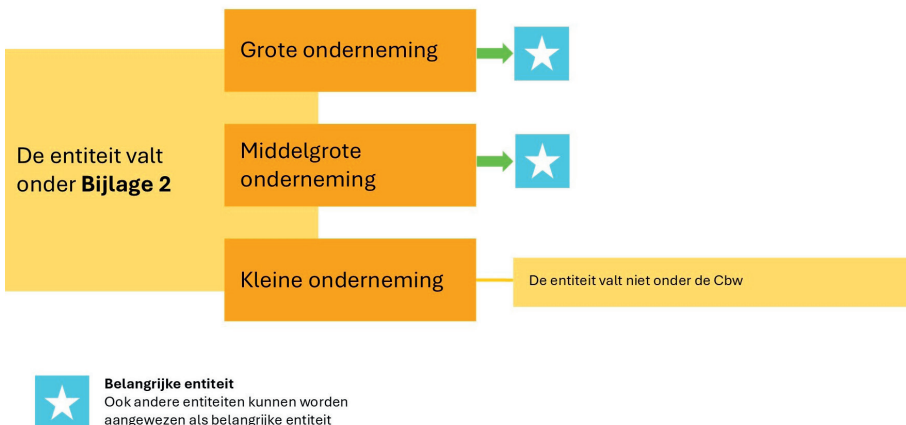 Grote onderneming
De entiteit valt
onder Bijlage 2
Middelgrote
onderneming
Kleine onderneming
De entiteit valt niet onder de Cbw
Belangrijke entiteit
Ook andere entiteiten kunnen worden
aangewezen als belangrijke entiteit